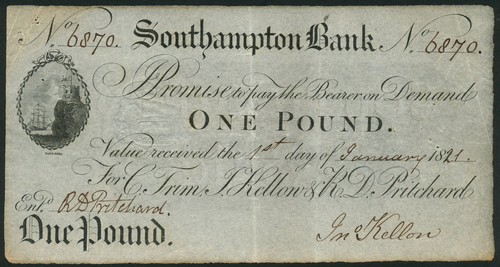 No 6870. Southampton Bank No 6870.
I Promise to pay the Bearer on Demand
ONE POUND.
Value received the 1st day of January 1821.
For C. Trim, J. Kellow & R. D. Pritchard
Entd. R D Pritchard.
One Pound. Jno Kellow